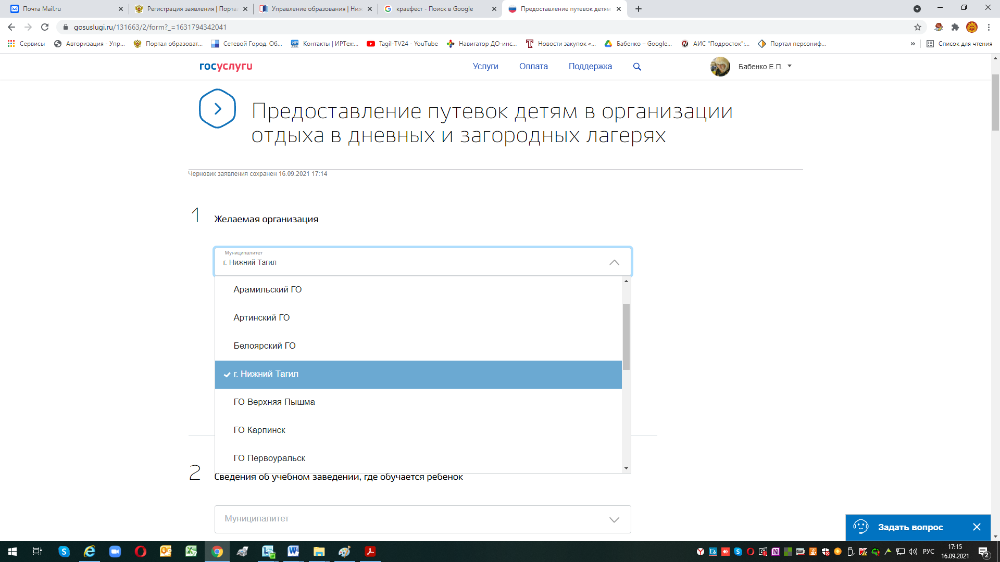 Почта Mail.ru
Регистрация заявления | Порта
Управление образования | Ниж
краефест - Поиск в Google
Предоставление путевок детям
gosuslugi.ru/131663/2/form?_=1631794342041
Сервисы
Авторизация - Упр...
Портал образоват...
Сетевой Город. Об...
Контакты | ИРТех:...
Tagil-TV24 - YouTube
Навигатор ДО-инс...
Новости закупок «...
Бабенко – Google...
АИС "Подросток":...
Портал персониф...
»
Список для чтения
госуслуги
Услуги
Оплата
Поддержка
Бабенко Е.П.
Предоставление путевок детям в организации
отдыха в дневных и загородных лагерях
Черновик заявления сохранен 16.09.2021 17:14
1 Желаемая организация
Муниципалитет
г. Нижний Тагил
Арамильский ГО
Артинский ГО
Белоярский ГО
г. Нижний Тагил
ГО Верхняя Пышма
ГО Карпинск
ГО Первоуральск
2 Сведения об учебном заведении, где обучается ребенок
Муниципалитет
Задать вопрос
РУС
17:15
16.09.2021
2